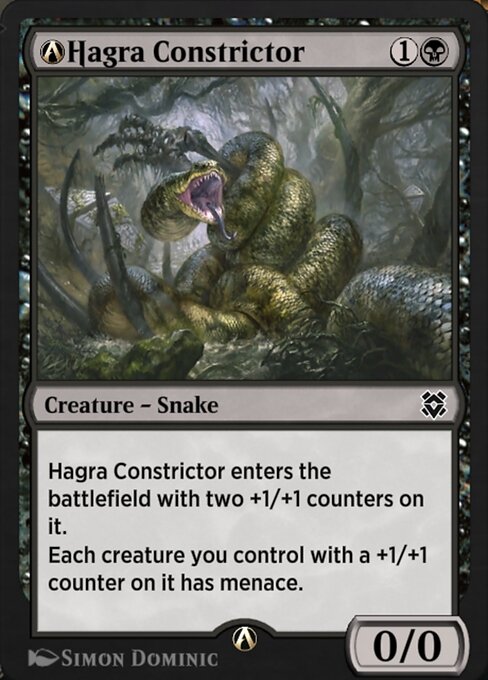 Hagra Constrictor 1
Creature – Snake
Hagra Constrictor enters the
battlefield with two +1/+1 counters on
it.
Each creature you control with a +1/+1
counter on it has menace.
0/0
SIMON DOMINIC